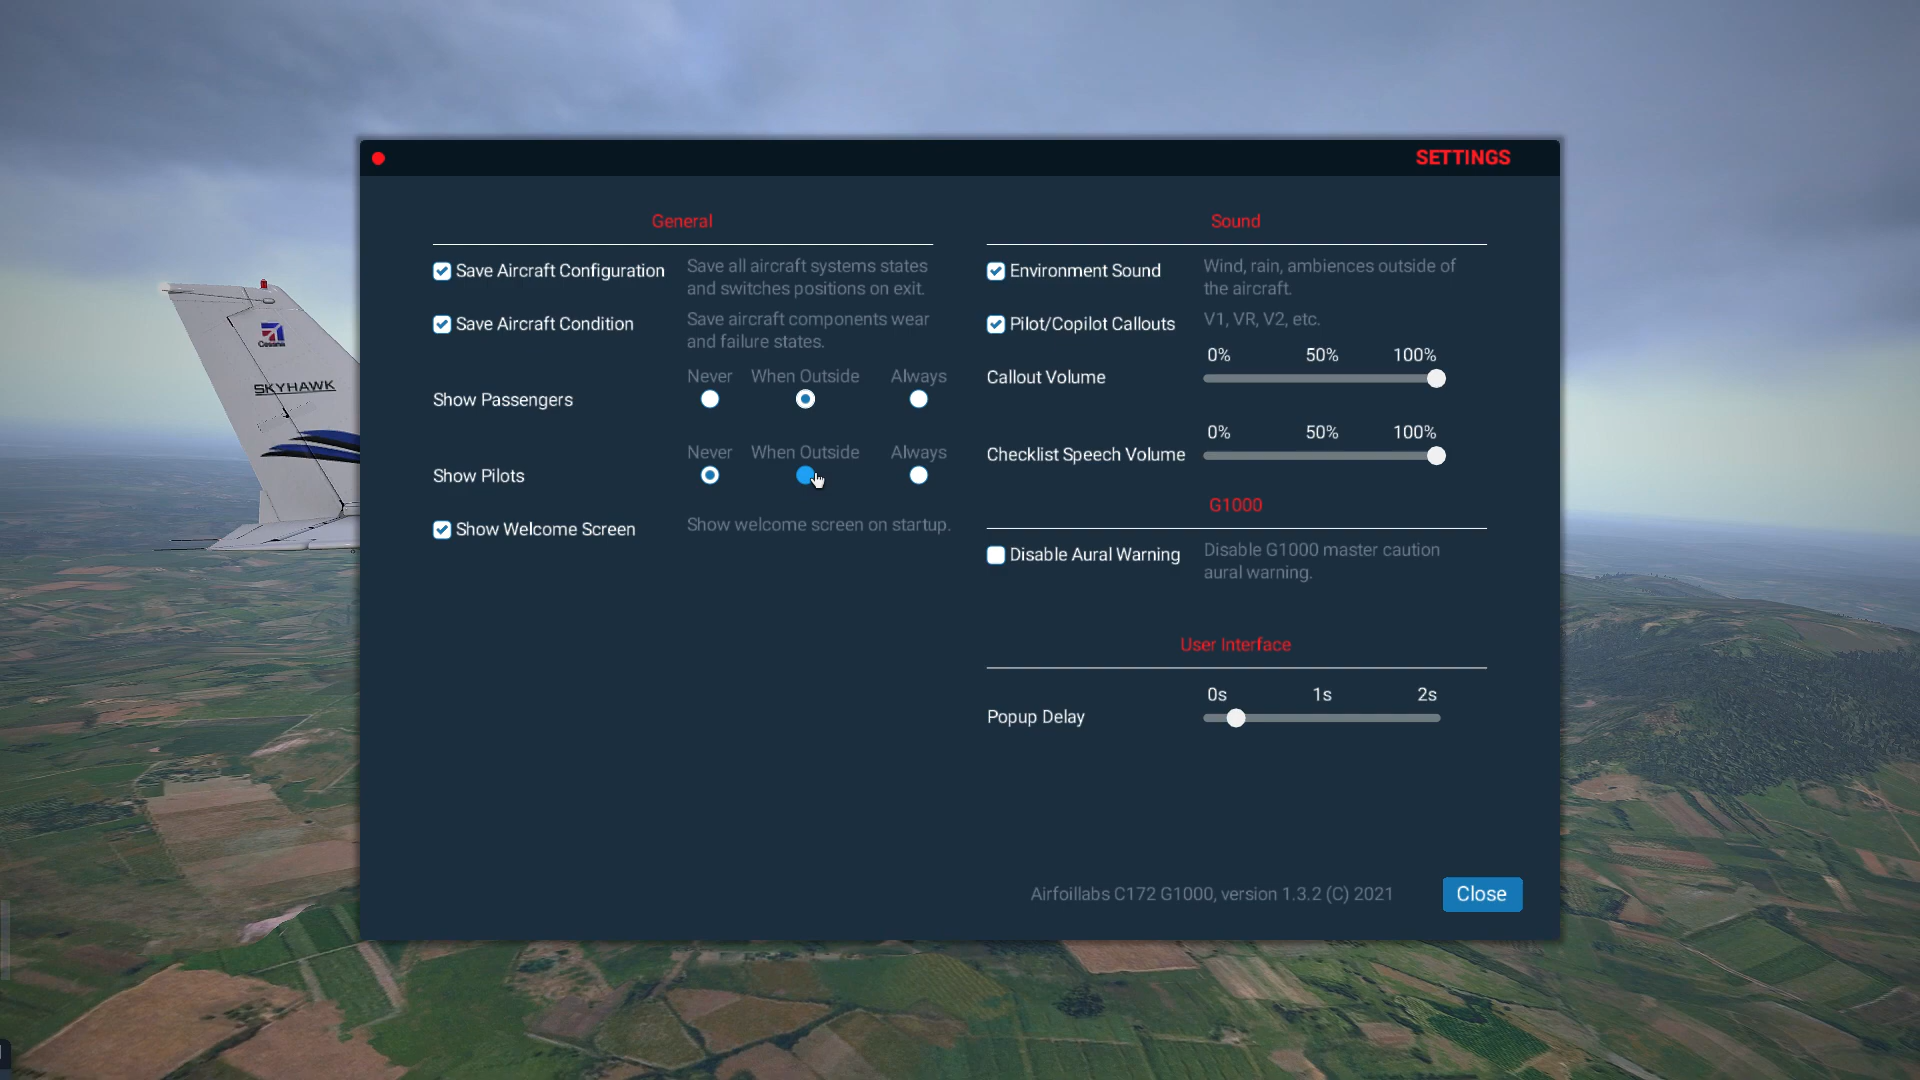 SETTINGS
General
Save Aircraft Configuration
Save all aircraft systems states
and switches positions on exit.
Save Aircraft Condition
Save aircraft components wear
and failure states.
Never When Outside Always
Show Passengers
Never When Outside Always
Show Pilots
Show Welcome Screen
Show welcome screen on startup.
Sound
Environment Sound
Wind, rain, ambiences outside of
the aircraft.
Pilot/Copilot Callouts
V1, VR, V2, etc.
0% 50% 100%
Callout Volume
0% 50% 100%
Checklist Speech Volume
G1000
Disable Aural Warning
Disable G1000 master caution
aural warning.
User Interface
0s 1s 2s
Popup Delay
Airfoillabs C172 G1000, version 1.3.2 (C) 2021
Close
Cessna
SKYHAWK